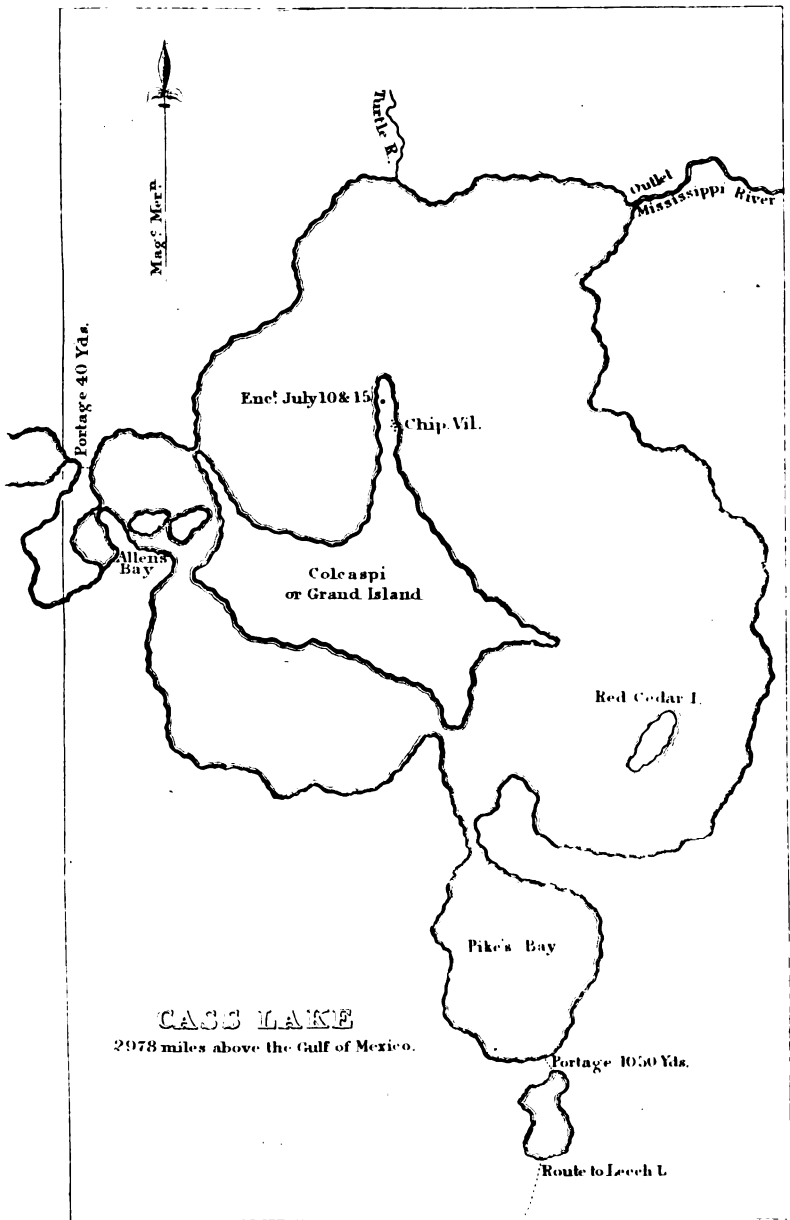 Turtle R.
Outlet
Mississippi River
Mag.c Mer.n
Portage 40 Yds.
Enc.t July 10 & 15
Chip. Vil.
Allens
Bay
Colcaspi
or Grand Island
Red Cedar I.
Pike's Bay
CASS LAKE
2978 miles above the Gulf of Mexico.
Portage 1050 Yds.
Route to Leech L